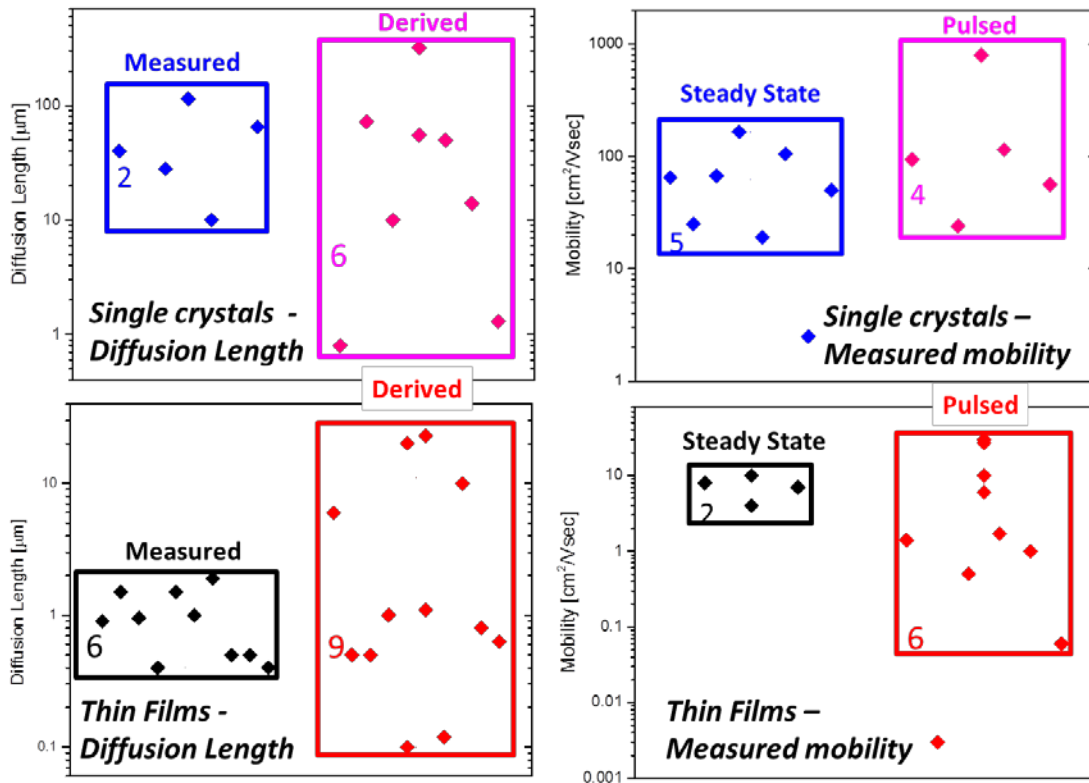 Derived
Measured
Diffusion Length [μm]
100
10
1
2
6
Single crystals -
Diffusion Length
Pulsed
Steady State
Mobility [cm²/Vsec]
1000
100
10
1
5
4
Single crystals –
Measured mobility
Derived
Measured
Diffusion Length [μm]
10
1
0.1
6
9
Thin Films -
Diffusion Length
Pulsed
Steady State
Mobility [cm²/Vsec]
10
1
0.1
0.01
0.001
2
6
Thin Films –
Measured mobility